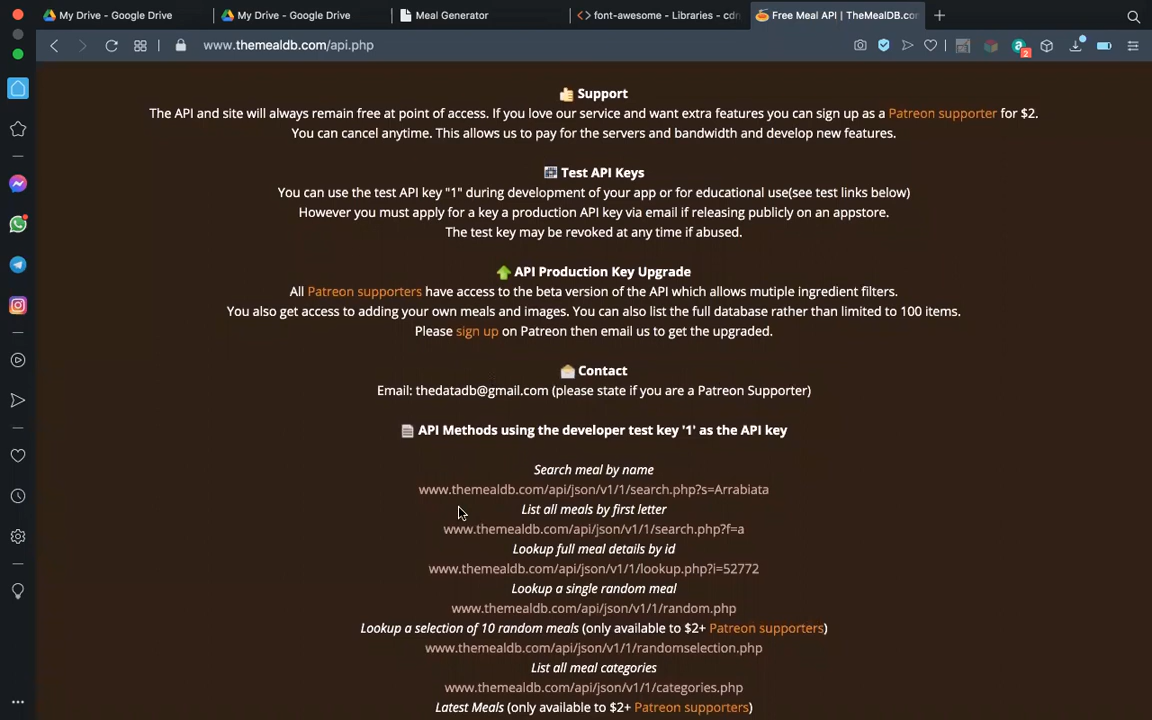 My Drive - Google Drive
My Drive - Google Drive
Meal Generator
font-awesome - Libraries - cdn
Free Meal API | TheMealDB.com
www.themealdb.com/api.php
2
Support
The API and site will always remain free at point of access. If you love our service and want extra features you can sign up as a Patreon supporter for $2.
You can cancel anytime. This allows us to pay for the servers and bandwidth and develop new features.
Test API Keys
You can use the test API key "1" during development of your app or for educational use(see test links below)
However you must apply for a key a production API key via email if releasing publicly on an appstore.
The test key may be revoked at any time if abused.
API Production Key Upgrade
All Patreon supporters have access to the beta version of the API which allows mutiple ingredient filters.
You also get access to adding your own meals and images. You can also list the full database rather than limited to 100 items.
Please sign up on Patreon then email us to get the upgraded.
Contact
Email: thedatadb@gmail.com (please state if you are a Patreon Supporter)
API Methods using the developer test key '1' as the API key
Search meal by name
www.themealdb.com/api/json/v1/1/search.php?s=Arrabiata
List all meals by first letter
www.themealdb.com/api/json/v1/1/search.php?f=a
Lookup full meal details by id
www.themealdb.com/api/json/v1/1/lookup.php?i=52772
Lookup a single random meal
www.themealdb.com/api/json/v1/1/random.php
Lookup a selection of 10 random meals (only available to $2+ Patreon supporters)
www.themealdb.com/api/json/v1/1/randomselection.php
List all meal categories
www.themealdb.com/api/json/v1/1/categories.php
Latest Meals (only available to $2+ Patreon supporters)